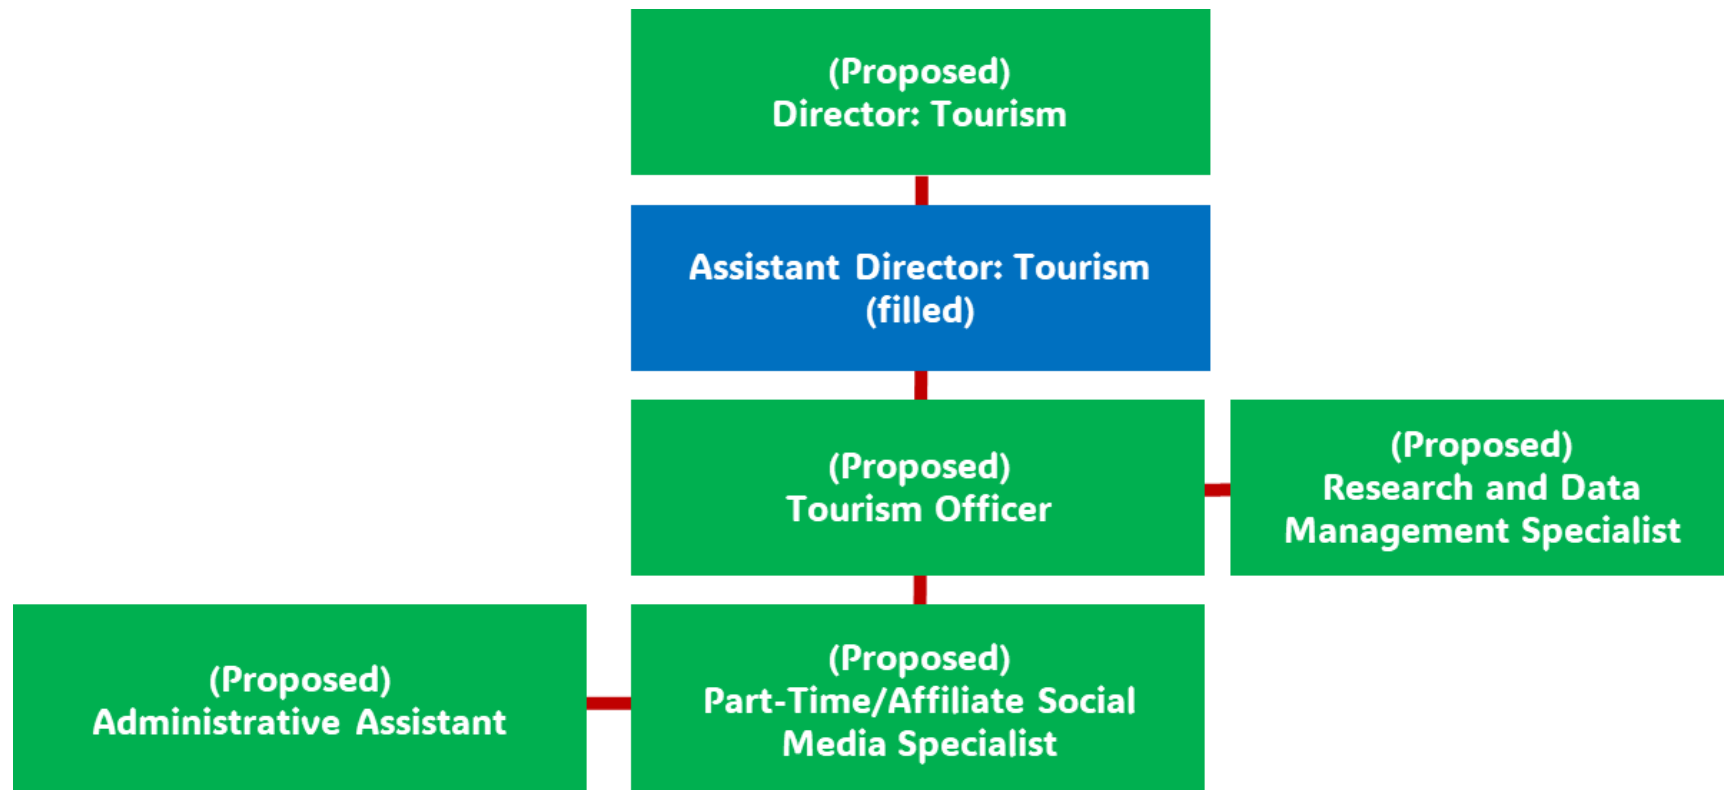 (Proposed)
Director: Tourism
Assistant Director: Tourism
(filled)
(Proposed)
Tourism Officer
(Proposed)
Research and Data
Management Specialist
(Proposed)
Administrative Assistant
(Proposed)
Part-Time/Affiliate Social
Media Specialist